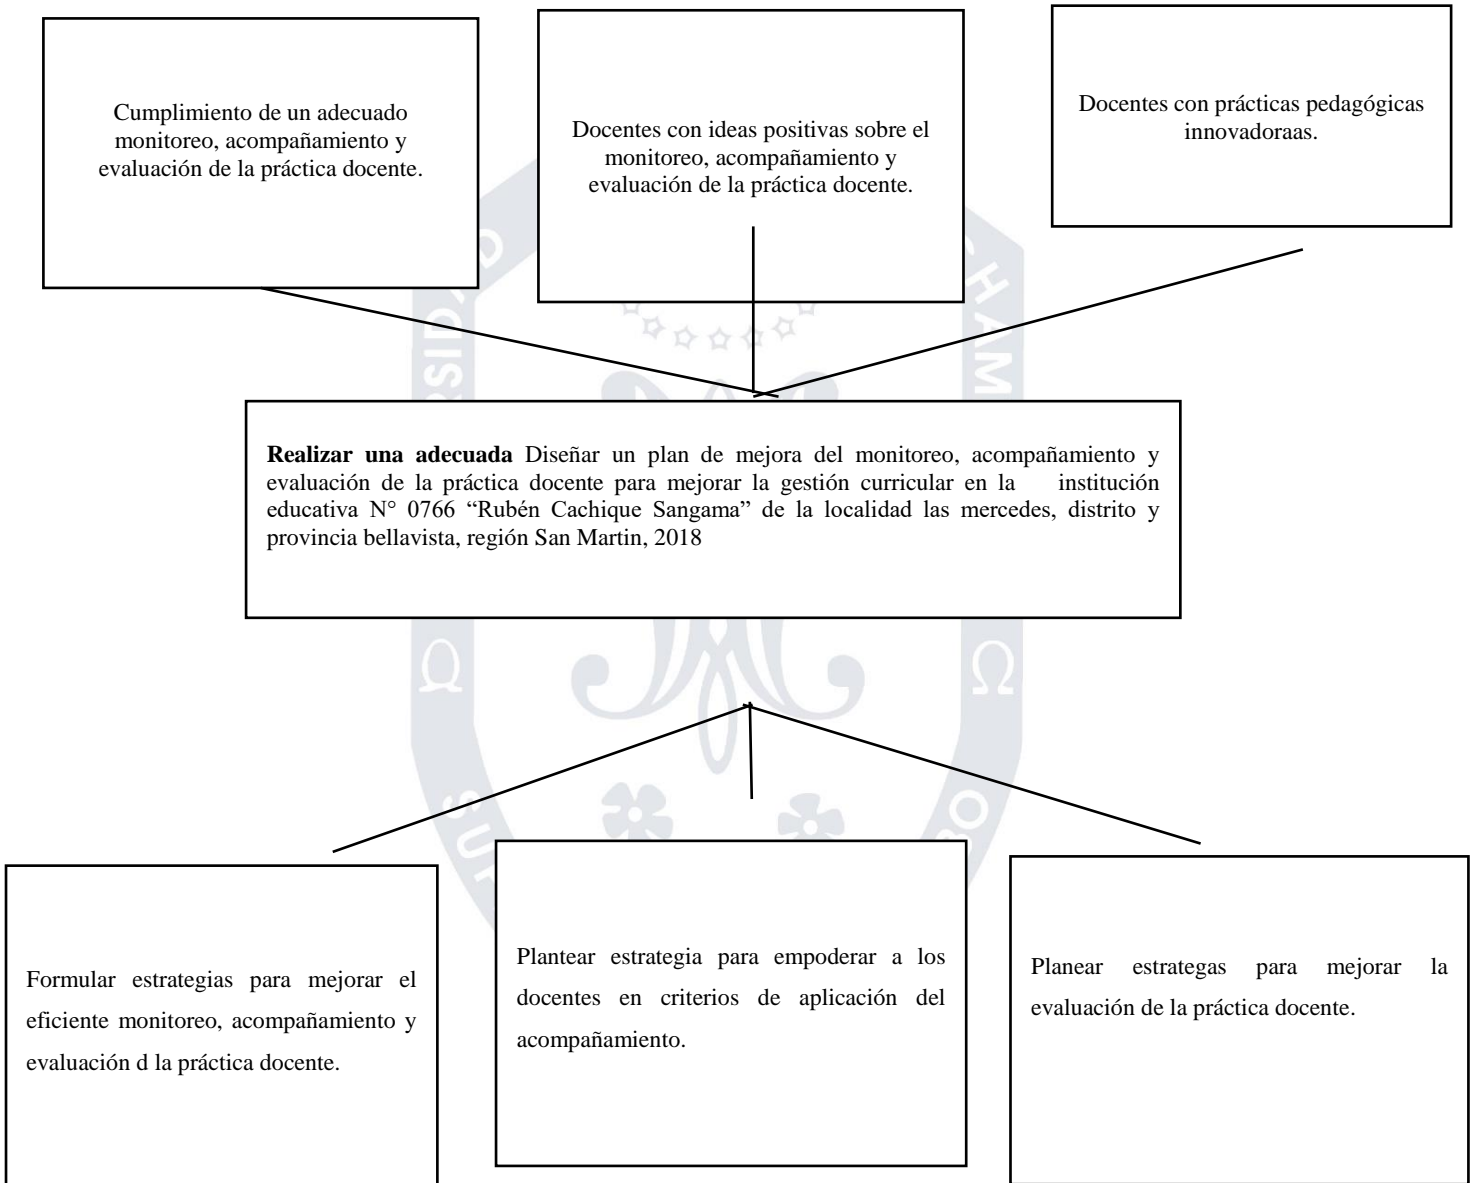 Cumplimiento de un adecuado
monitoreo, acompañamiento y
evaluación de la práctica docente.
Docentes con ideas positivas sobre el
monitoreo, acompañamiento y
evaluación de la práctica docente.
Docentes con prácticas pedagógicas
innovadoraas.
Realizar una adecuada Diseñar un plan de mejora del monitoreo, acompañamiento y
evaluación de la práctica docente para mejorar la gestión curricular en la institución
educativa N° 0766 “Rubén Cachique Sangama” de la localidad las mercedes, distrito y
provincia bellavista, región San Martin, 2018
Formular estrategias para mejorar el
eficiente monitoreo, acompañamiento y
evaluación d la práctica docente.
Plantear estrategia para empoderar a los
docentes en criterios de aplicación del
acompañamiento.
Planear estrategas para mejorar la
evaluación de la práctica docente.